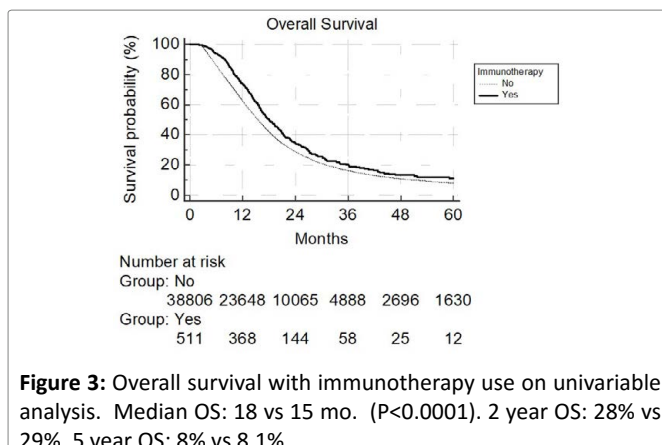 Overall Survival
Survival probability (%)
100
80
60
40
20
0
0 12 24 36 48 60
Months
Immunotherapy
No
Yes
Number at risk
Group: No
38806 23648 10065 4888 2696 1630
Group: Yes
511 368 144 58 25 12
Figure 3: Overall survival with immunotherapy use on univariable
analysis. Median OS: 18 vs 15 mo. (P<0.0001). 2 year OS: 28% vs
29%. 5 year OS: 8% vs 8.1%